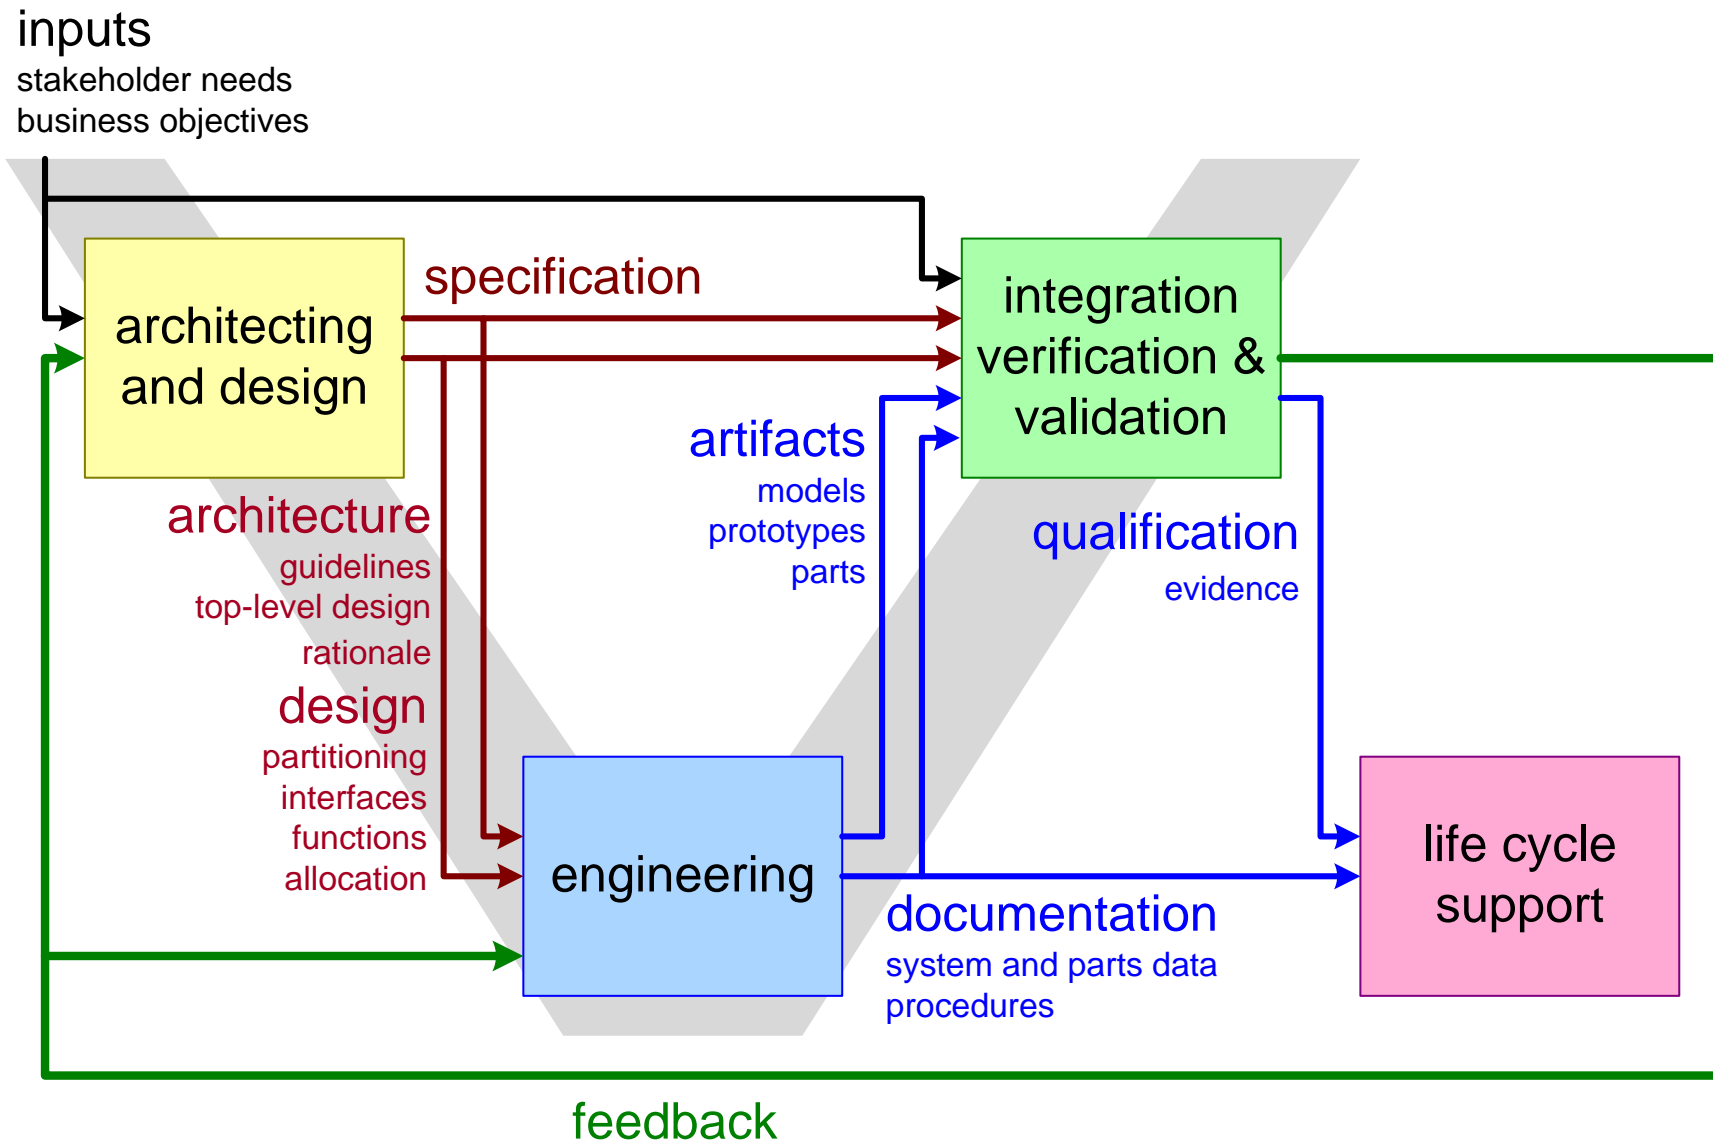 inputs
stakeholder needs
business objectives
architecting
and design
specification
integration
verification &
validation
architecture
guidelines
top-level design
rationale
design
partitioning
interfaces
functions
allocation
artifacts
models
prototypes
parts
qualification
evidence
engineering
documentation
system and parts data
procedures
life cycle
support
feedback